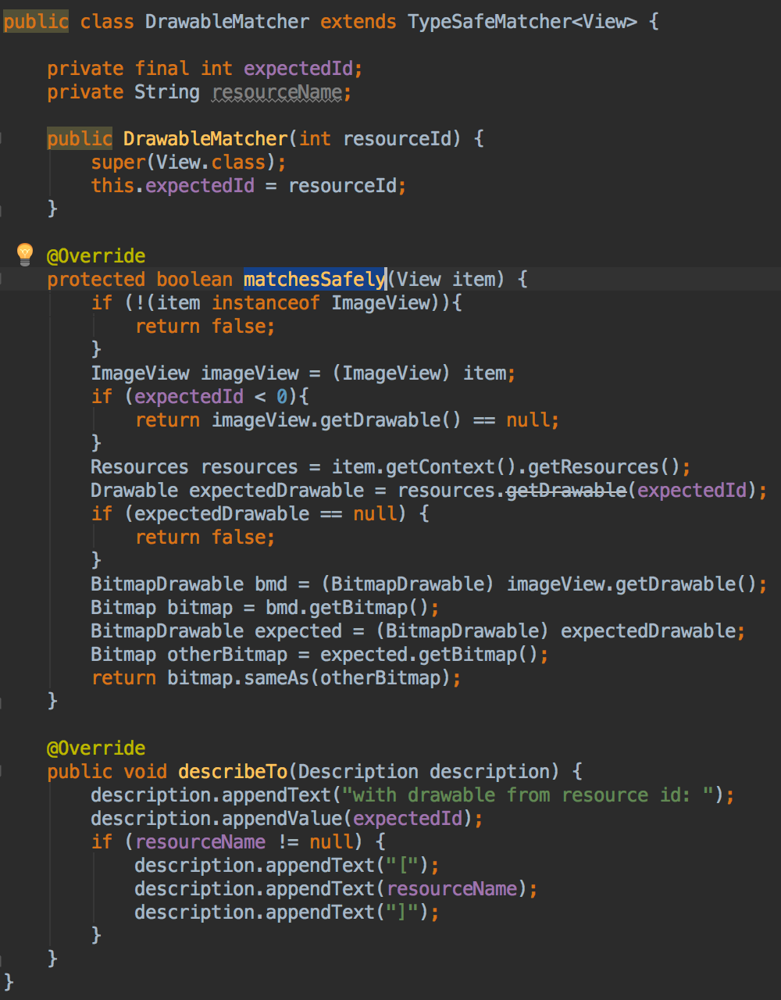 public class DrawableMatcher extends TypeSafeMatcher<View> {
private final int expectedId;
private String resourceName;
public DrawableMatcher(int resourceId) {
super(View.class);
this.expectedId = resourceId;
}
@Override
protected boolean matchesSafely(View item) {
if (!(item instanceof ImageView)){
return false;
}
ImageView imageView = (ImageView) item;
if (expectedId < 0){
return imageView.getDrawable() == null;
}
Resources resources = item.getContext().getResources();
Drawable expectedDrawable = resources.getDrawable(expectedId);
if (expectedDrawable == null) {
return false;
}
BitmapDrawable bmd = (BitmapDrawable) imageView.getDrawable();
Bitmap bitmap = bmd.getBitmap();
BitmapDrawable expected = (BitmapDrawable) expectedDrawable;
Bitmap otherBitmap = expected.getBitmap();
return bitmap.sameAs(otherBitmap);
}
@Override
public void describeTo(Description description) {
description.appendText("with drawable from resource id: ");
description.appendValue(expectedId);
if (resourceName != null) {
description.appendText("[");
description.appendText(resourceName);
description.appendText("]");
}
}
}